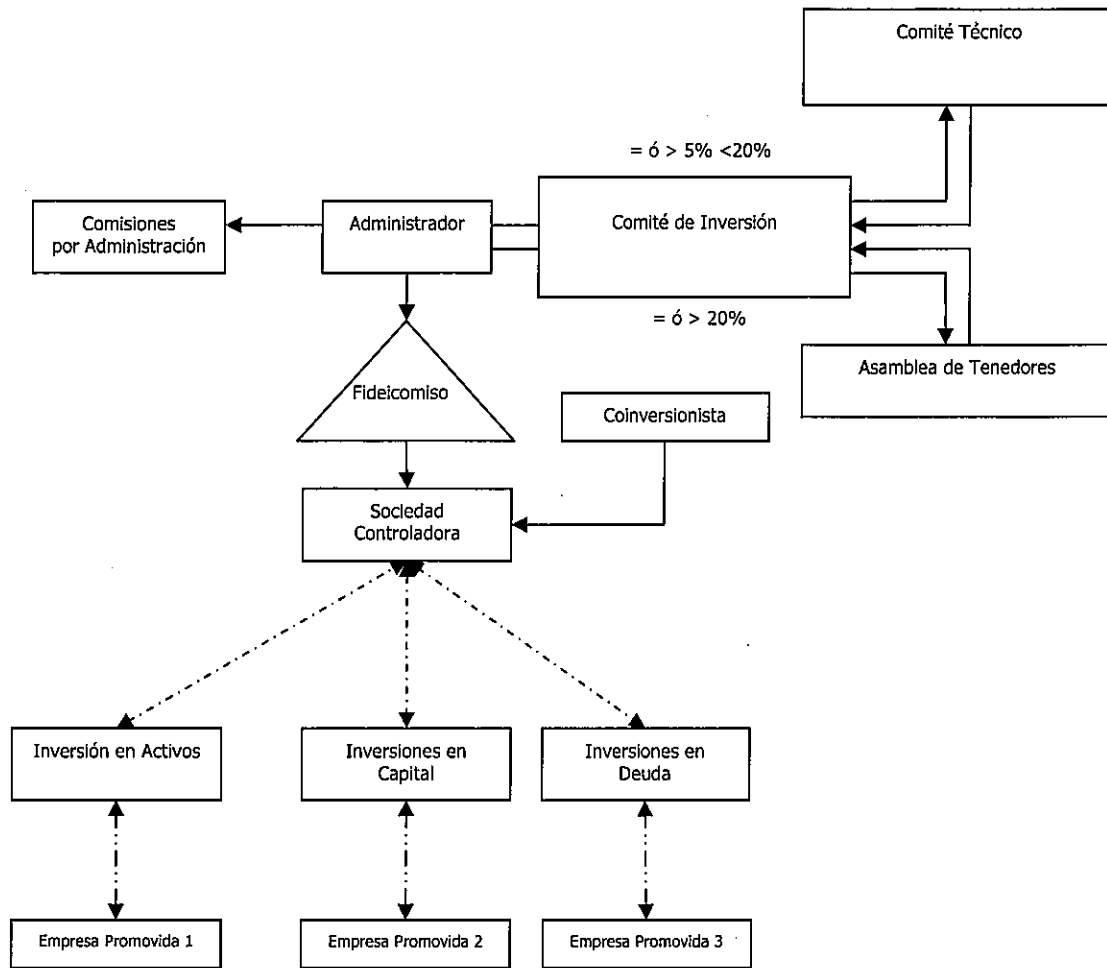 Comité Técnico
= ó > 5% <20%
Comisiones
por Administración
Administrador
Comité de Inversión
= ó > 20%
Asamblea de Tenedores
Fideicomiso
Coinversionista
Sociedad
Controladora
Inversión en Activos
Inversiones en
Capital
Inversiones en
Deuda
Empresa Promovida 1
Empresa Promovida 2
Empresa Promovida 3